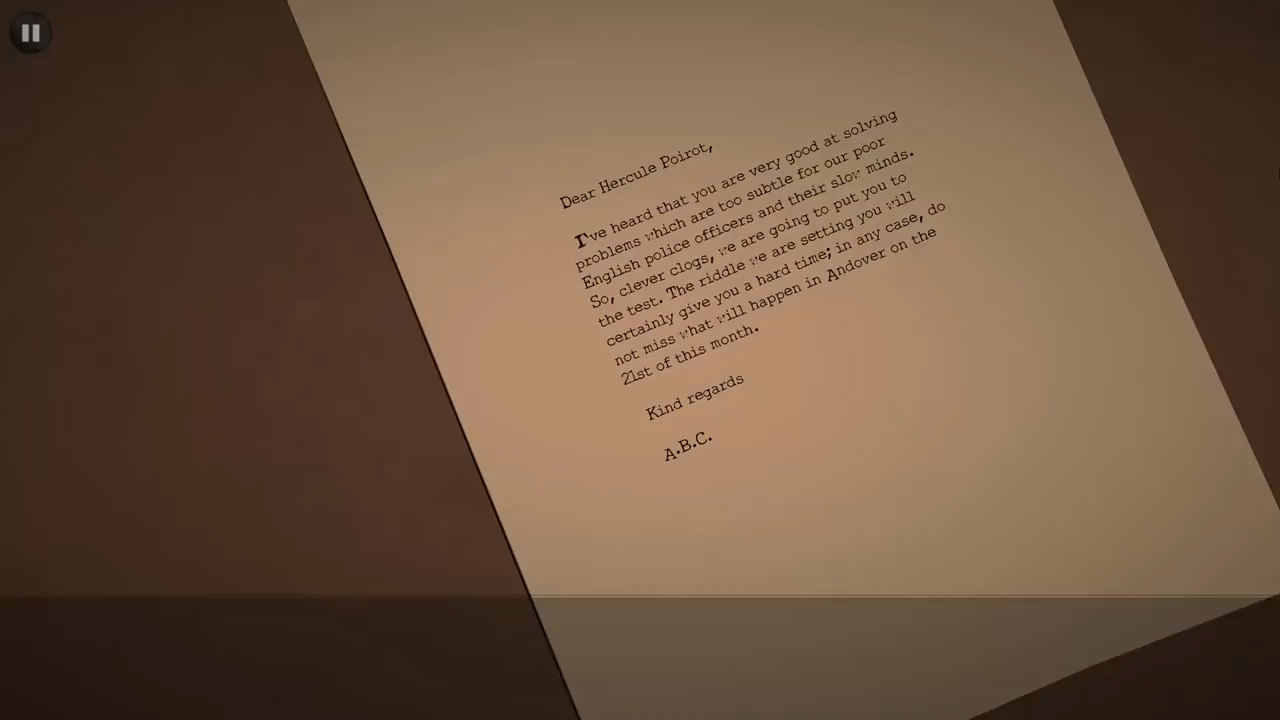 Dear Hercule Poirot,
I've heard that you are very good at solving
problems which are too subtle for our poor
English police officers and their slow minds.
So, clever clogs, we are going to put you to
the test. The riddle we are setting you will
certainly give you a hard time; in any case, do
not miss what will happen in Andover on the
21st of this month.
Kind regards
A.B.C.